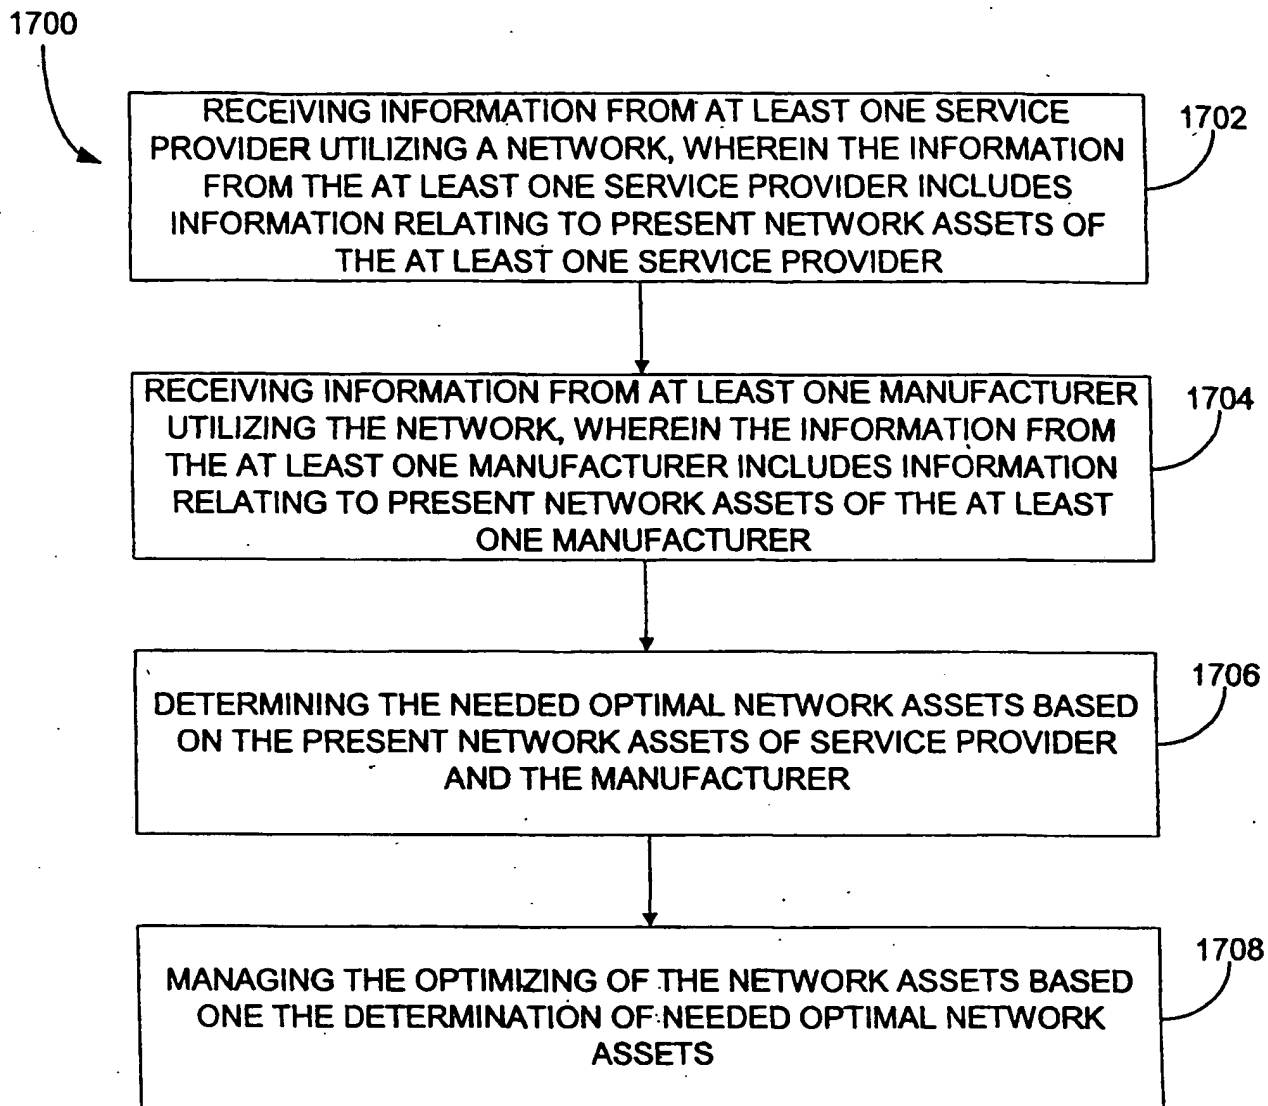 1700
RECEIVING INFORMATION FROM AT LEAST ONE SERVICE
PROVIDER UTILIZING A NETWORK, WHEREIN THE INFORMATION
FROM THE AT LEAST ONE SERVICE PROVIDER INCLUDES
INFORMATION RELATING TO PRESENT NETWORK ASSETS OF
THE AT LEAST ONE SERVICE PROVIDER
1702
RECEIVING INFORMATION FROM AT LEAST ONE MANUFACTURER
UTILIZING THE NETWORK, WHEREIN THE INFORMATION FROM
THE AT LEAST ONE MANUFACTURER INCLUDES INFORMATION
RELATING TO PRESENT NETWORK ASSETS OF THE AT LEAST
ONE MANUFACTURER
1704
DETERMINING THE NEEDED OPTIMAL NETWORK ASSETS BASED
ON THE PRESENT NETWORK ASSETS OF SERVICE PROVIDER
AND THE MANUFACTURER
1706
MANAGING THE OPTIMIZING OF THE NETWORK ASSETS BASED
ONE THE DETERMINATION OF NEEDED OPTIMAL NETWORK
ASSETS
1708